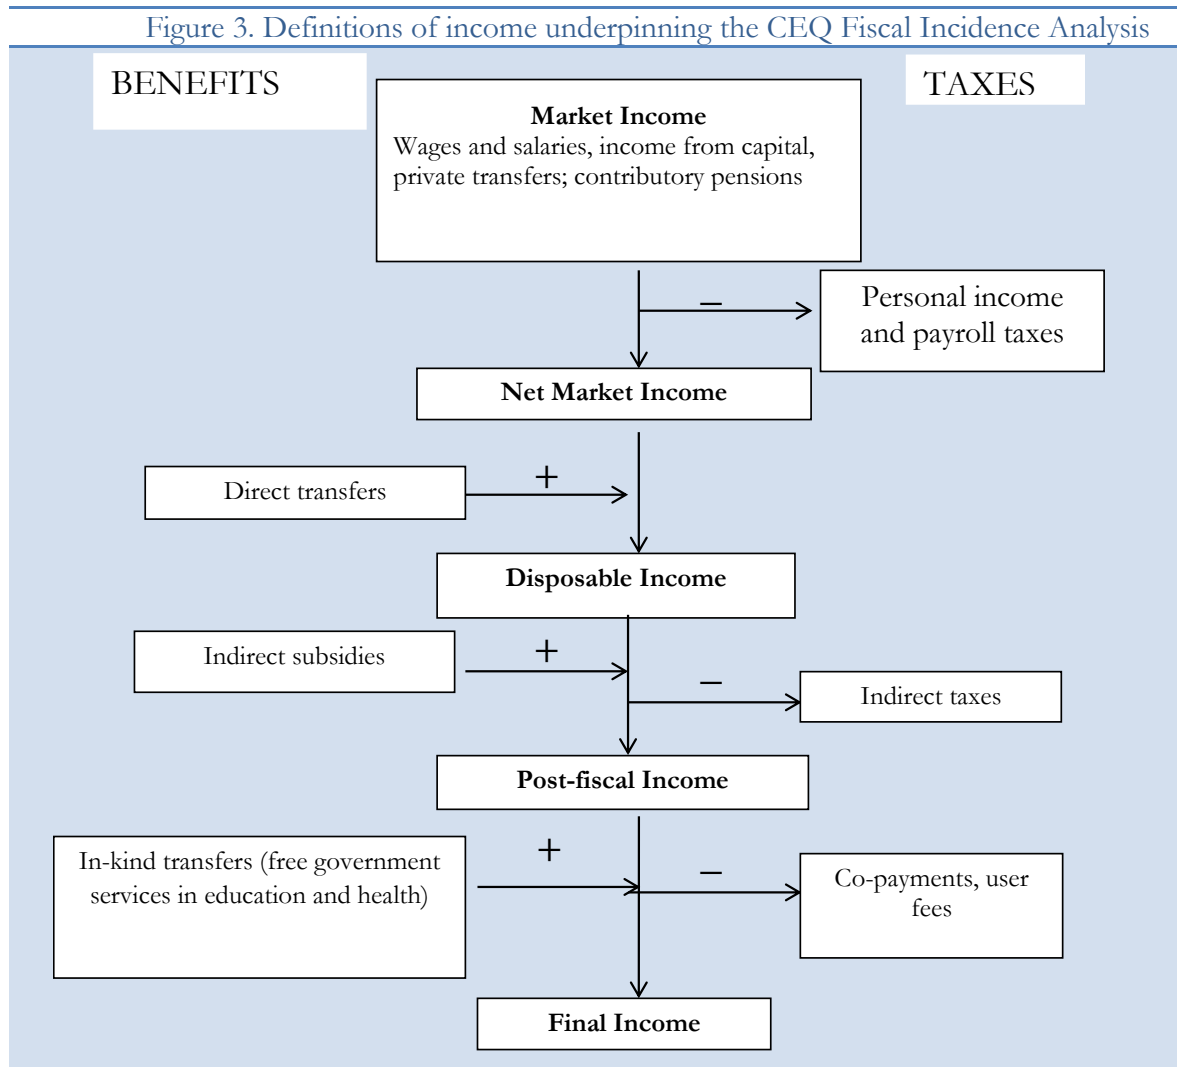 Figure 3. Definitions of income underpinning the CEQ Fiscal Incidence Analysis
BENEFITS
TAXES
Market Income
Wages and salaries, income from capital,
private transfers; contributory pensions
−
Personal income
and payroll taxes
Net Market Income
Direct transfers
+
Disposable Income
Indirect subsidies
+
−
Indirect taxes
Post-fiscal Income
In-kind transfers (free government
services in education and health)
+
−
Co-payments, user
fees
Final Income